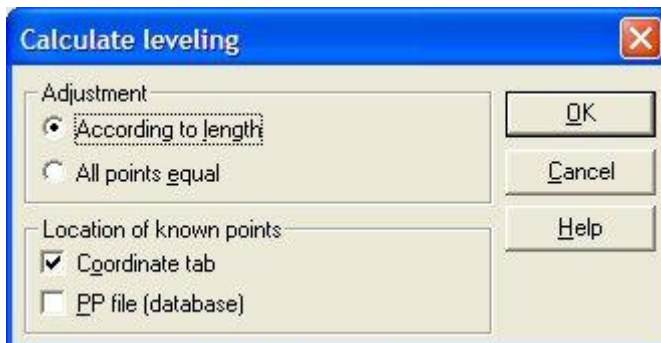 Calculate leveling
Adjustment
According to length
All points equal
Location of known points
Coordinate tab
PP file (database)
OK
Cancel
Help